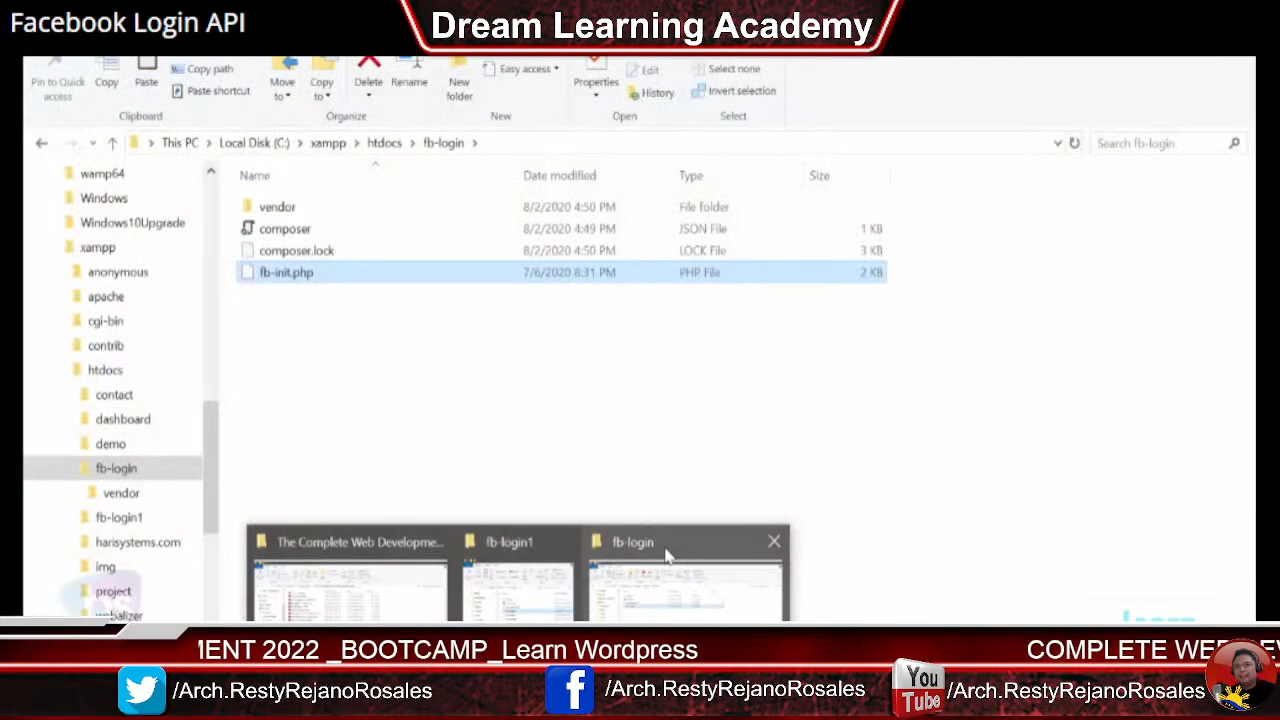 Facebook Login API
Dream Learning Academy
Pin to Quick access
Copy
Paste
Copy path
Paste shortcut
Clipboard
Move to
Copy to
Delete
Rename
Organize
New folder
Easy access
New
Properties
Edit
History
Open
Select none
Invert selection
Select
This PC > Local Disk (C:) > xampp > htdocs > fb-login >
Search fb-login
wamp64
Windows
Windows10Upgrade
xampp
anonymous
apache
cgi-bin
contrib
htdocs
contact
dashboard
demo
fb-login
vendor
fb-login1
harisystems.com
img
project
webalizer
Name Date modified Type Size
vendor 8/2/2020 4:50 PM File folder
composer 8/2/2020 4:49 PM JSON File 1 KB
composer.lock 8/2/2020 4:50 PM LOCK File 3 KB
fb-init.php 7/6/2020 8:31 PM PHP File 2 KB
The Complete Web Developme...
fb-login1
fb-login
MENT 2022 _BOOTCAMP_Learn Wordpress
COMPLETE WEB DEV
/Arch.RestyRejanoRosales
/Arch.RestyRejanoRosales
You Tube
/Arch.RestyRejanoRosales